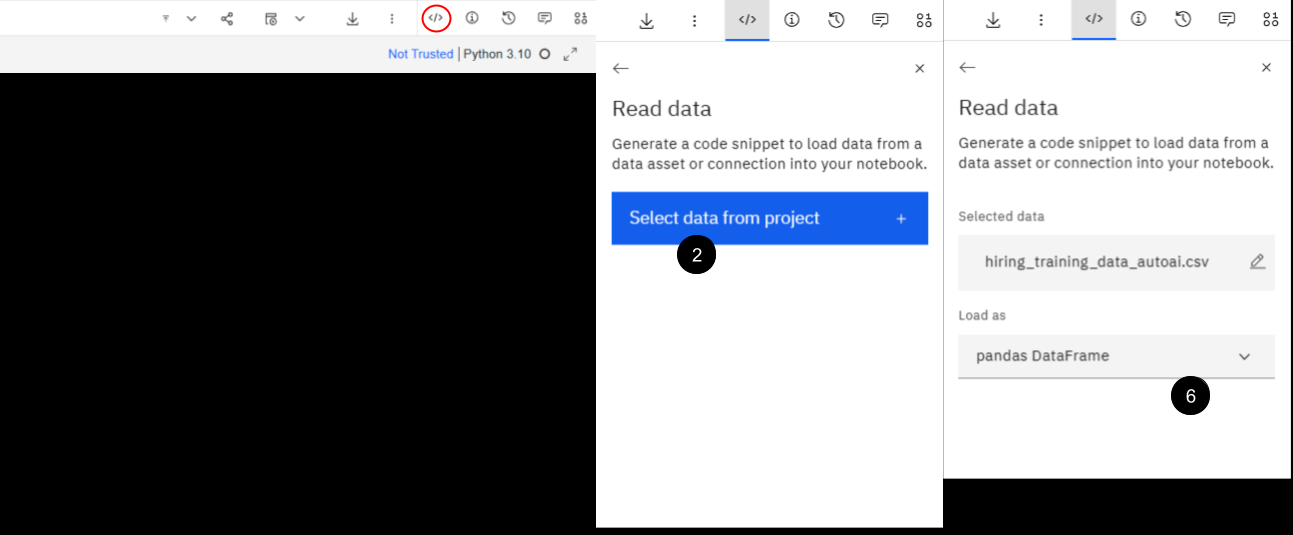 </>
Not Trusted | Python 3.10
</>
Read data
Generate a code snippet to load data from a
data asset or connection into your notebook.
Select data from project +
2
</>
Read data
Generate a code snippet to load data from a
data asset or connection into your notebook.
Selected data
hiring_training_data_autoai.csv
Load as
pandas DataFrame
6